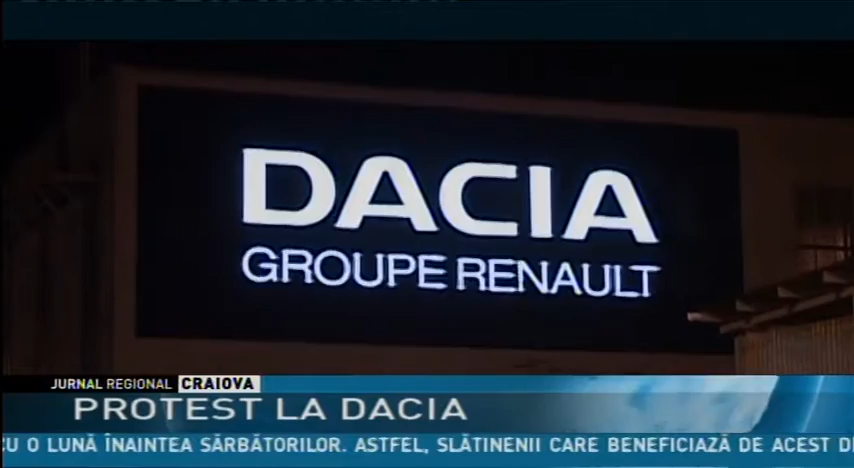 DACIA
GROUPE RENAULT
JURNAL REGIONAL CRAIOVA
PROTEST LA DACIA
CU O LUNĂ ÎNAINTEA SĂRBĂTORILOR. ASTFEL, SLĂTINENII CARE BENEFICIAZĂ DE ACEST